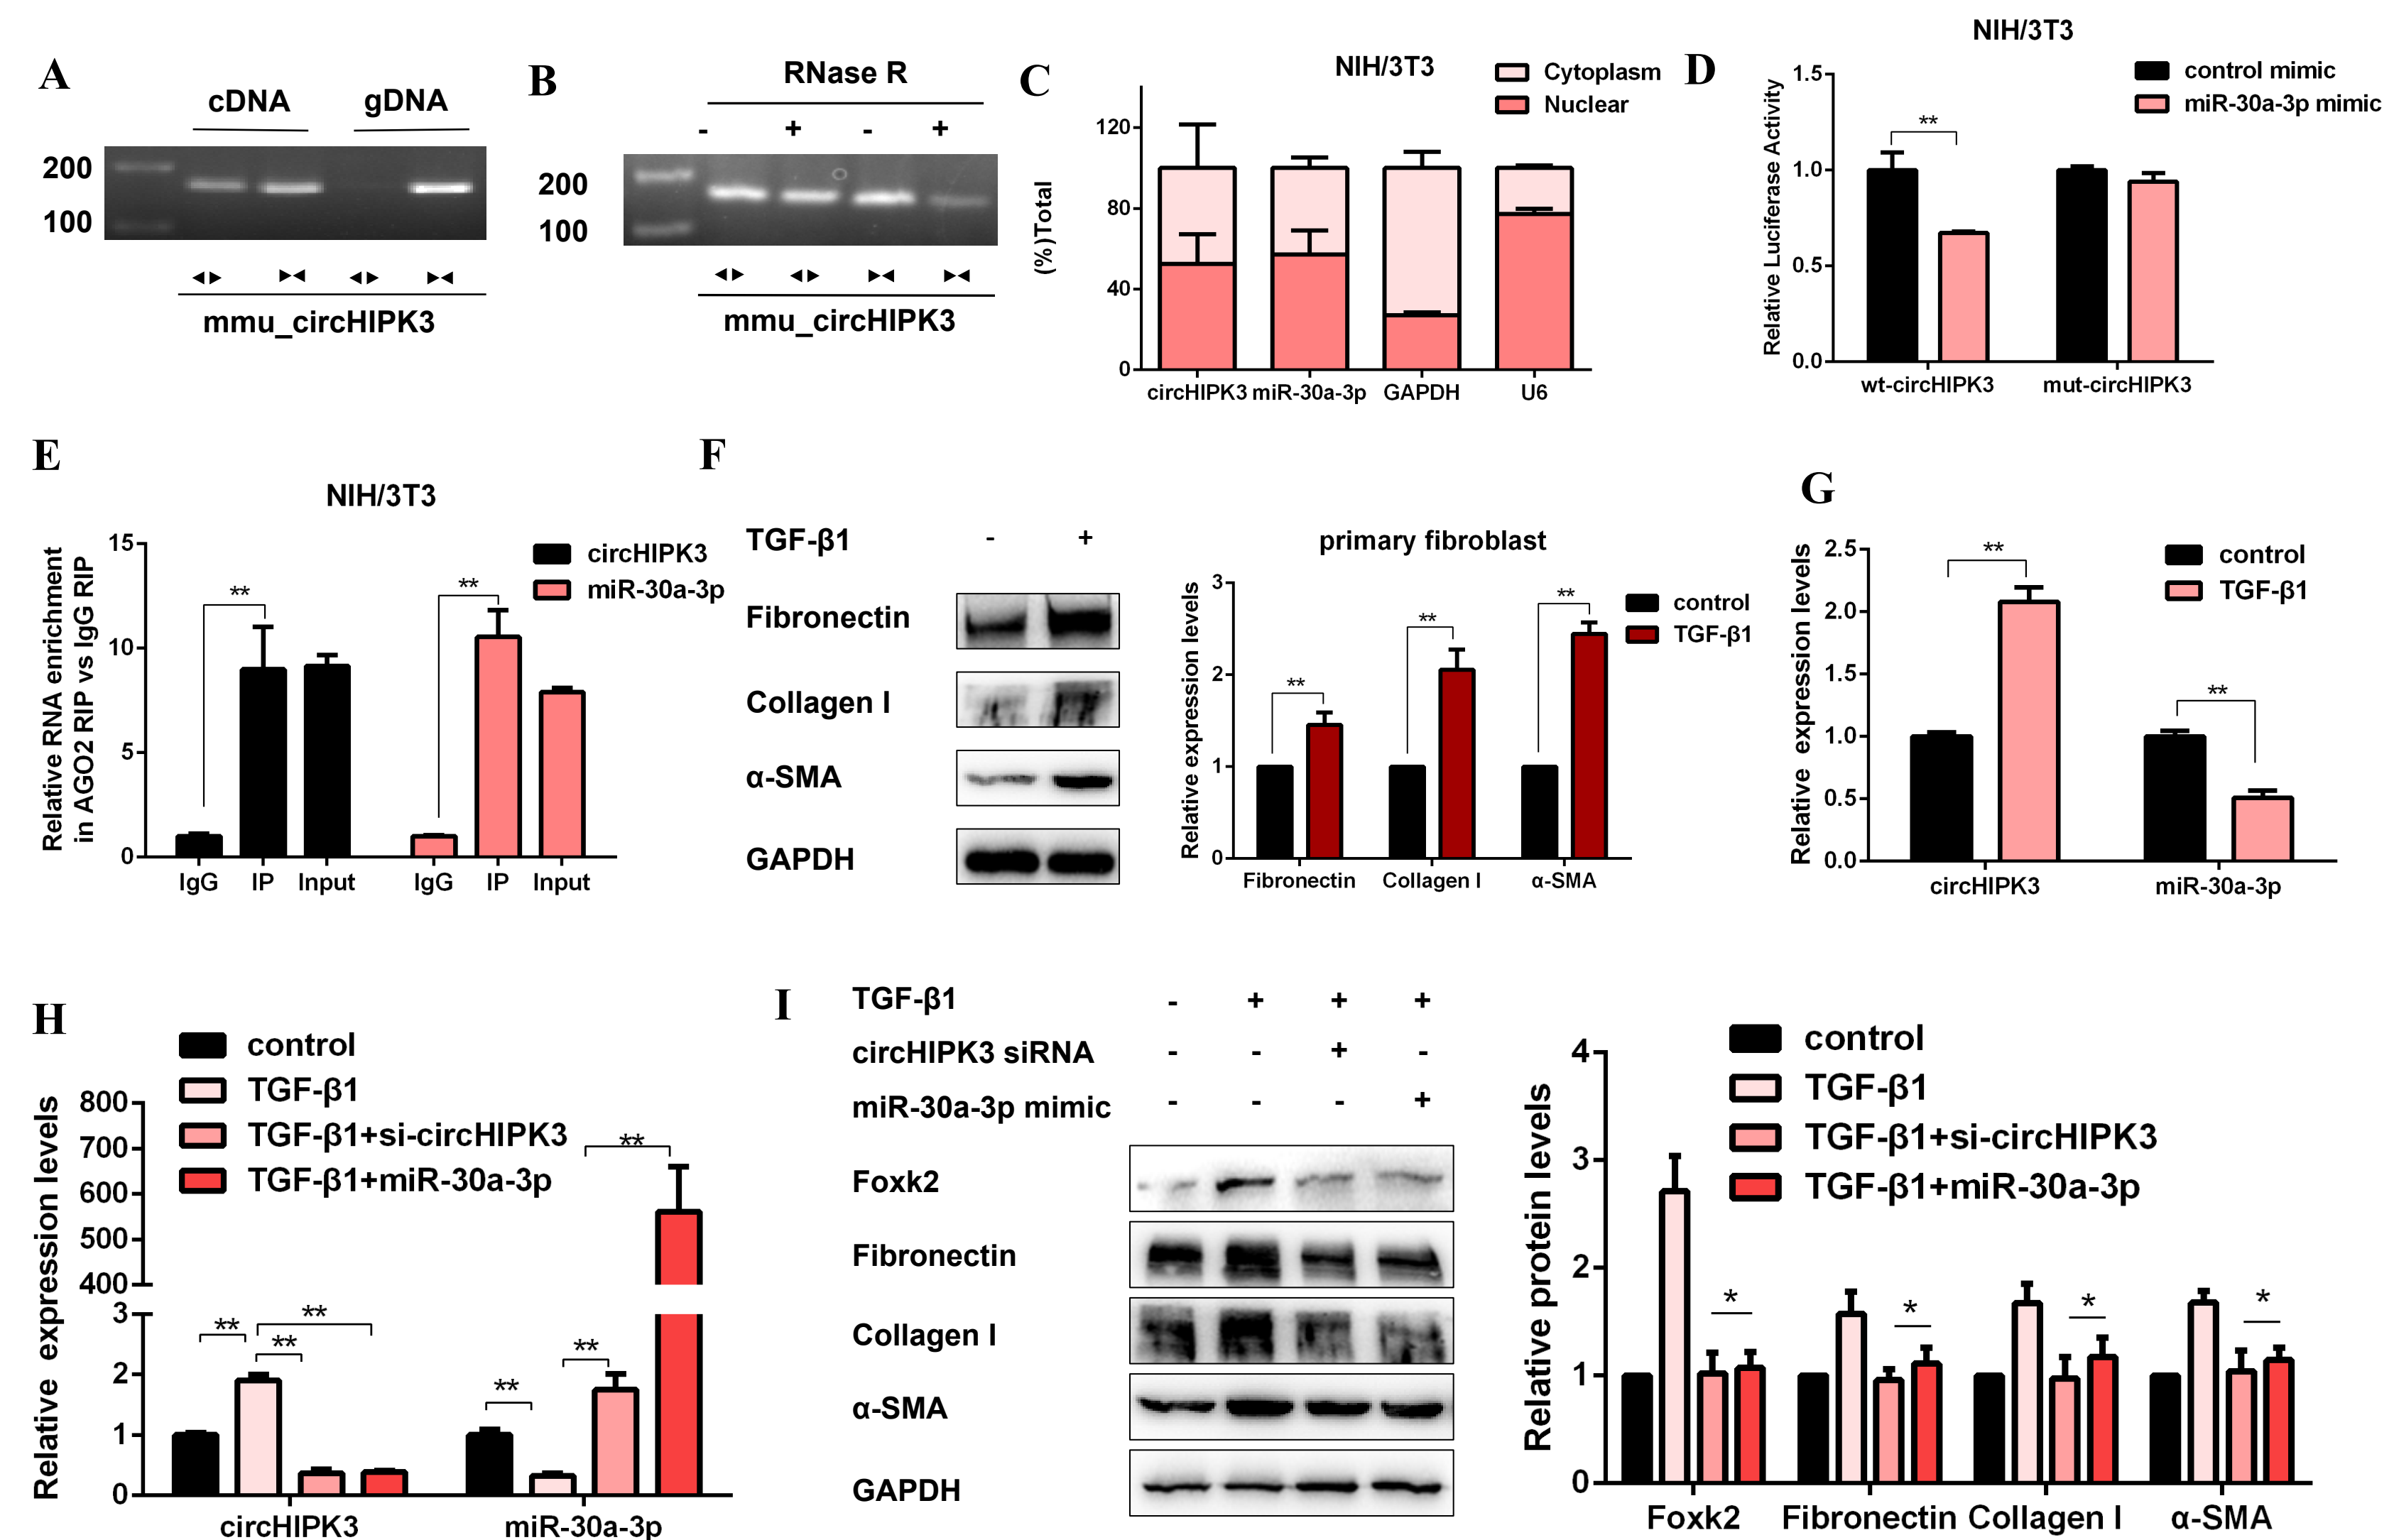 A
cDNA gDNA
200
100
mmu_circHIPK3
B
RNase R
- + - +
200
100
mmu_circHIPK3
C
NIH/3T3
Cytoplasm
Nuclear
(%)Total
120
80
40
0
circHIPK3 miR-30a-3p GAPDH U6
D
NIH/3T3
control mimic
miR-30a-3p mimic
Relative Luciferase Activity
1.5
1.0
0.5
0.0
**
wt-circHIPK3 mut-circHIPK3
E
NIH/3T3
circHIPK3
miR-30a-3p
Relative RNA enrichment
in AGO2 RIP vs IgG RIP
15
10
5
0
** **
IgG IP Input IgG IP Input
F
TGF-β1 - +
Fibronectin
Collagen I
α-SMA
GAPDH
primary fibroblast
control
TGF-β1
Relative expression levels
3
2
1
0
** ** **
Fibronectin Collagen I α-SMA
G
control
TGF-β1
Relative expression levels
2.5
2.0
1.5
1.0
0.5
0.0
** **
circHIPK3 miR-30a-3p
H
control
TGF-β1
TGF-β1+si-circHIPK3
TGF-β1+miR-30a-3p
Relative expression levels
800
700
600
500
400
3
2
1
0
** ** ** ** ** **
circHIPK3 miR-30a-3p
I
TGF-β1 - + + +
circHIPK3 siRNA - - + -
miR-30a-3p mimic - - - +
Foxk2
Fibronectin
Collagen I
α-SMA
GAPDH
control
TGF-β1
TGF-β1+si-circHIPK3
TGF-β1+miR-30a-3p
Relative protein levels
4
3
2
1
0
* * * *
Foxk2 Fibronectin Collagen I α-SMA